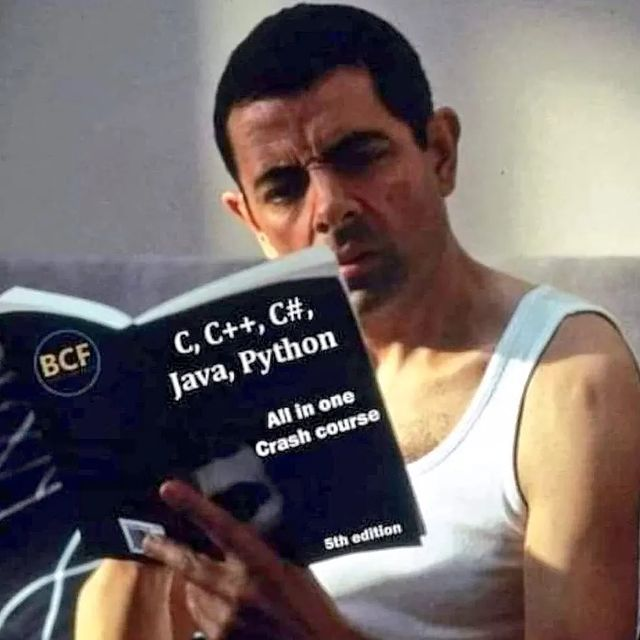 BCF
C, C++, C#,
Java, Python
All in one
Crash course
5th edition